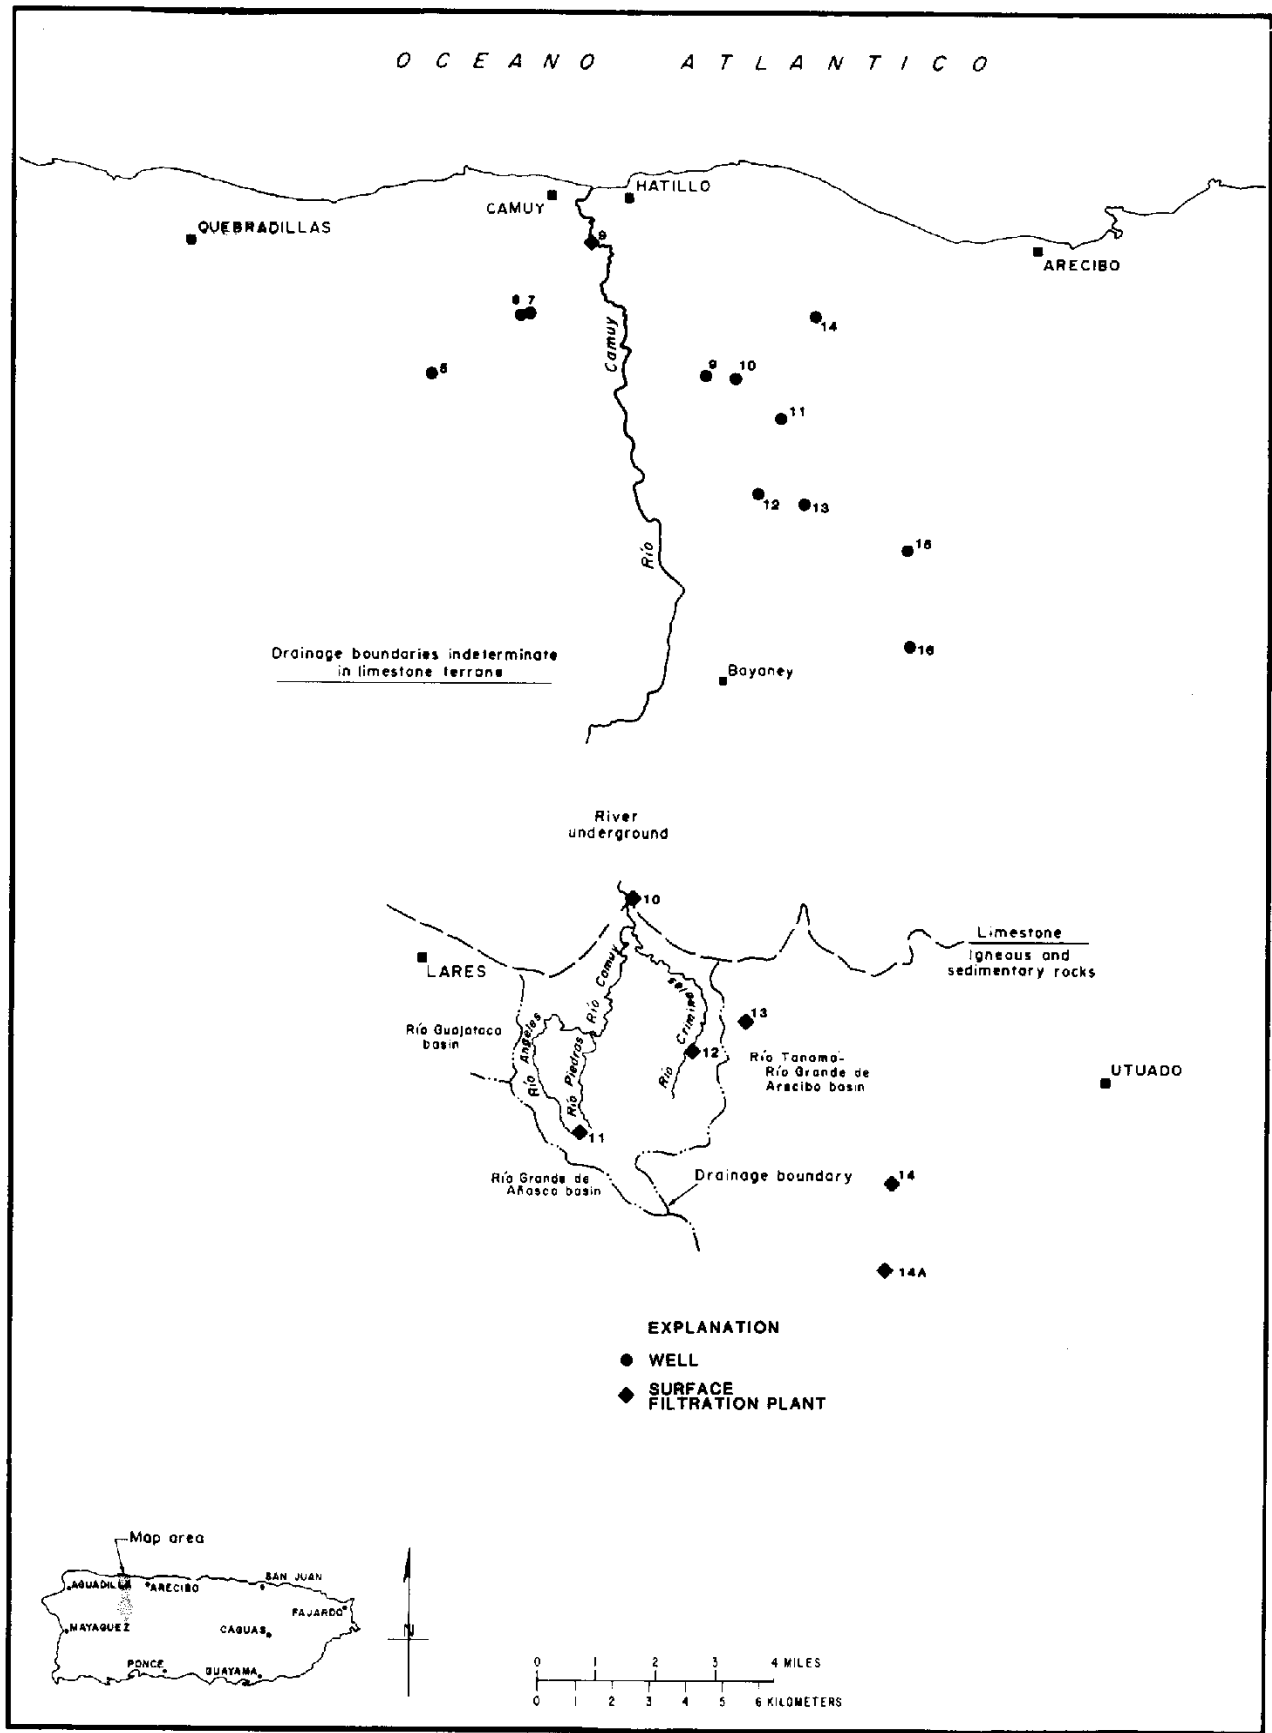 OCEANO ATLANTICO
HATILLO
CAMUY
QUEBRADILLAS
9
ARECIBO
7
14
Camuy
9
10
5
11
12
13
Río
15
16
Drainage boundaries indeterminate
in limestone terrane
Bayaney
River
underground
10
Limestone
Igneous and
sedimentary rocks
LARES
Río Camuy
Río Criminales
13
Río Guajataca
basin
Río Angeles
Río Piedras
12
Río Tanamá-
Río Grande de
Arecibo basin
UTUADO
11
Río Grande de
Añasco basin
Drainage boundary
14
14A
EXPLANATION
WELL
SURFACE
FILTRATION PLANT
Map area
AGUADILLA
ARECIBO
SAN JUAN
FAJARDO
MAYAGUEZ
CAGUAS
PONCE
GUAYAMA
N
0 1 2 3 4 MILES
0 1 2 3 4 5 6 KILOMETERS